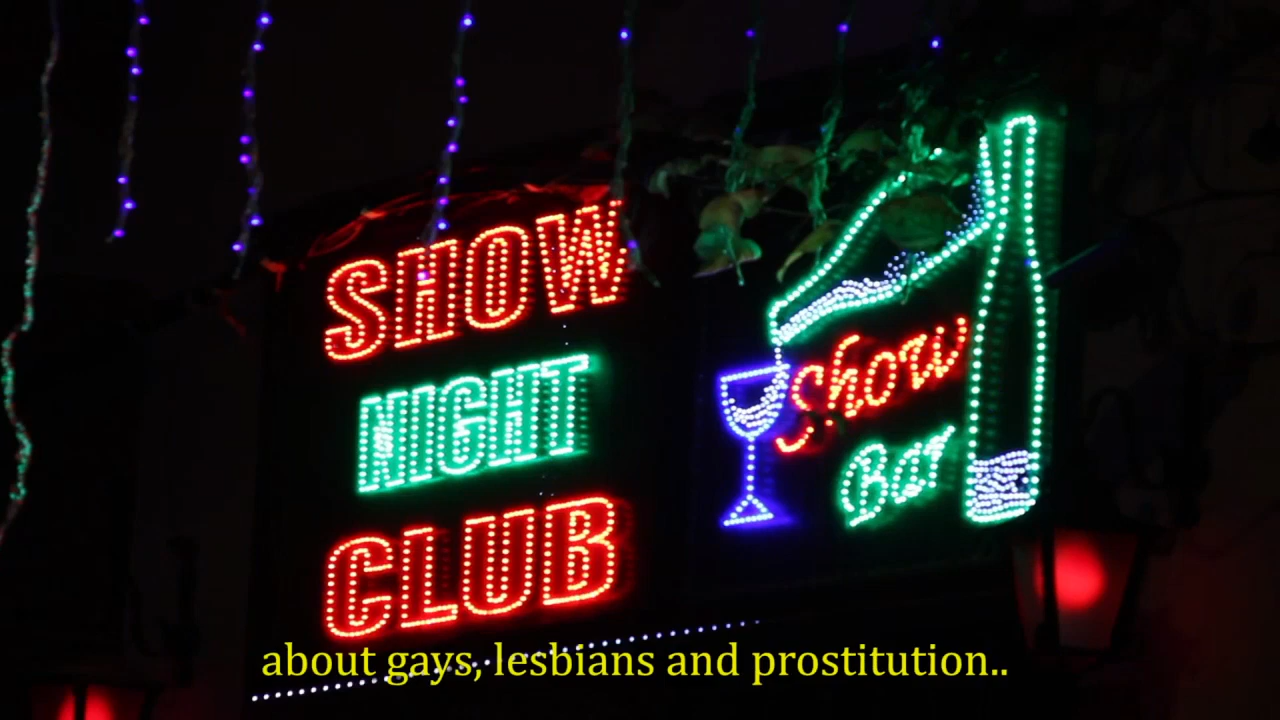 SHOW
NIGHT
CLUB
Show
Bar
about gays, lesbians and prostitution..